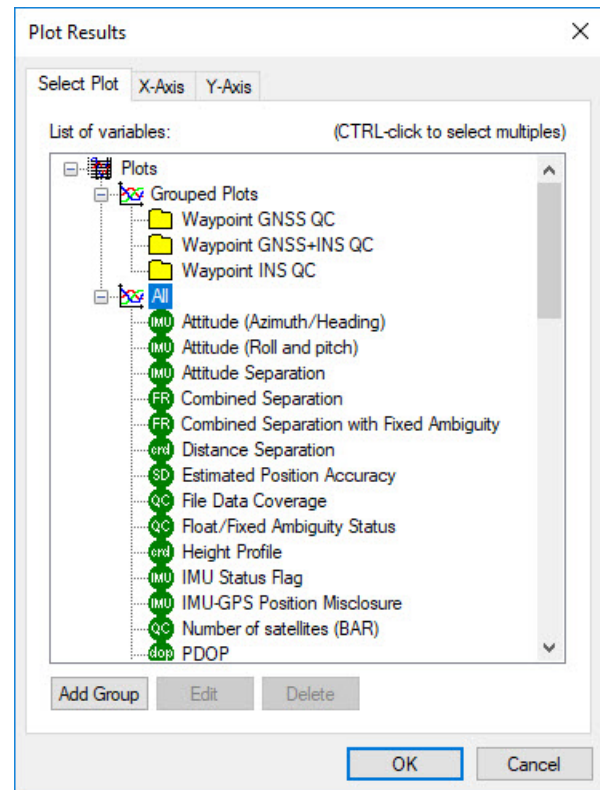 Plot Results
Select Plot X-Axis Y-Axis
List of variables: (CTRL-click to select multiples)
Plots
Grouped Plots
Waypoint GNSS QC
Waypoint GNSS+INS QC
Waypoint INS QC
All
IMU Attitude (Azimuth/Heading)
IMU Attitude (Roll and pitch)
IMU Attitude Separation
FR Combined Separation
FR Combined Separation with Fixed Ambiguity
crd Distance Separation
SD Estimated Position Accuracy
QC File Data Coverage
QC Float/Fixed Ambiguity Status
crd Height Profile
IMU IMU Status Flag
IMU IMU-GPS Position Misclosure
QC Number of satellites (BAR)
dop PDOP
Add Group Edit Delete
OK Cancel